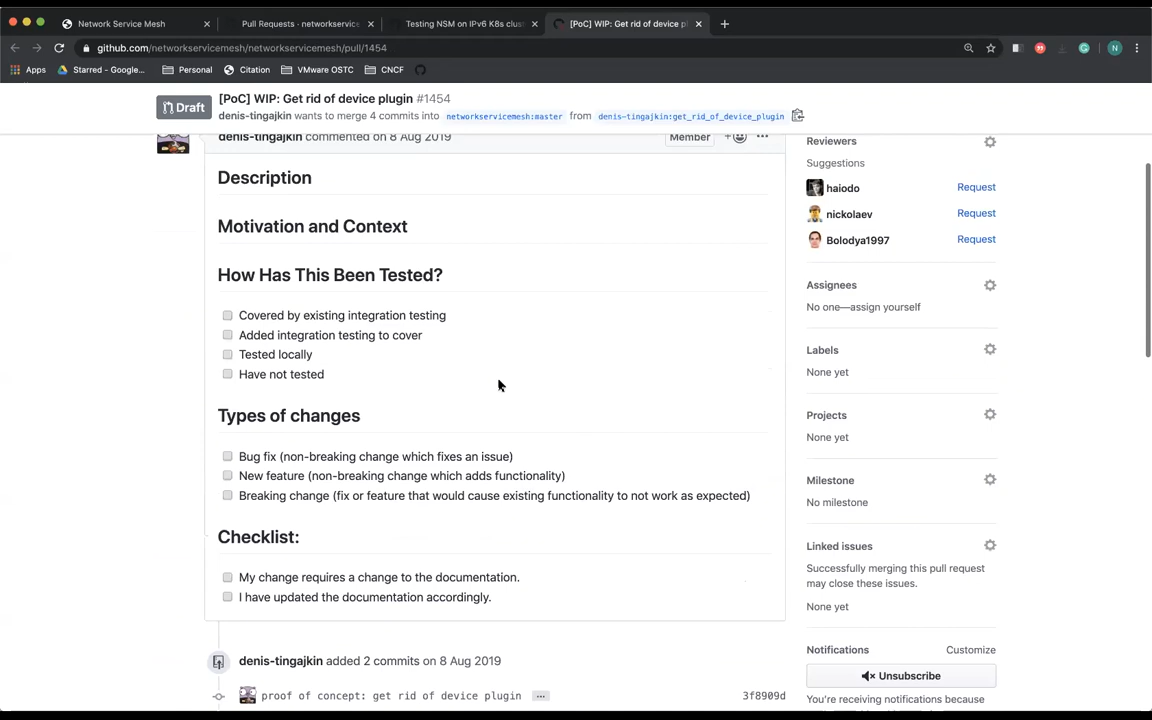 Network Service Mesh
Pull Requests · networkservice
Testing NSM on IPv6 K8s clus
[PoC] WIP: Get rid of device p
github.com/networkservicemesh/networkservicemesh/pull/1454
N
Apps
Starred - Google...
Personal
Citation
VMware OSTC
CNCF
Draft
[PoC] WIP: Get rid of device plugin #1454
denis-tingajkin wants to merge 4 commits into networkservicemesh:master from denis-tingajkin:get_rid_of_device_plugin
denis-tingajkin commented on 8 Aug 2019
Member
Description
Motivation and Context
How Has This Been Tested?
Covered by existing integration testing
Added integration testing to cover
Tested locally
Have not tested
Types of changes
Bug fix (non-breaking change which fixes an issue)
New feature (non-breaking change which adds functionality)
Breaking change (fix or feature that would cause existing functionality to not work as expected)
Checklist:
My change requires a change to the documentation.
I have updated the documentation accordingly.
denis-tingajkin added 2 commits on 8 Aug 2019
proof of concept: get rid of device plugin
3f8909d
Reviewers
Suggestions
haiodo Request
nickolaev Request
Bolodya1997 Request
Assignees
No one—assign yourself
Labels
None yet
Projects
None yet
Milestone
No milestone
Linked issues
Successfully merging this pull request
may close these issues.
None yet
Notifications Customize
Unsubscribe
You're receiving notifications because